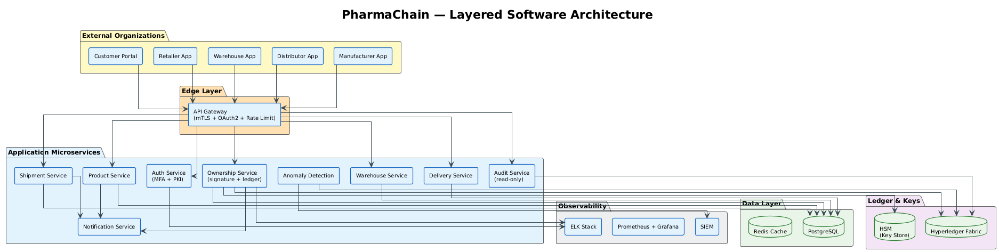 PharmaChain — Layered Software Architecture
External Organizations
Customer Portal
Retailer App
Warehouse App
Distributor App
Manufacturer App
Edge Layer
API Gateway
(mTLS + OAuth2 + Rate Limit)
Application Microservices
Shipment Service
Product Service
Auth Service
(MFA + PKI)
Ownership Service
(signature + ledger)
Anomaly Detection
Warehouse Service
Delivery Service
Audit Service
(read-only)
Notification Service
Observability
ELK Stack
Prometheus + Grafana
SIEM
Data Layer
Redis Cache
PostgreSQL
Ledger & Keys
HSM
(Key Store)
Hyperledger Fabric